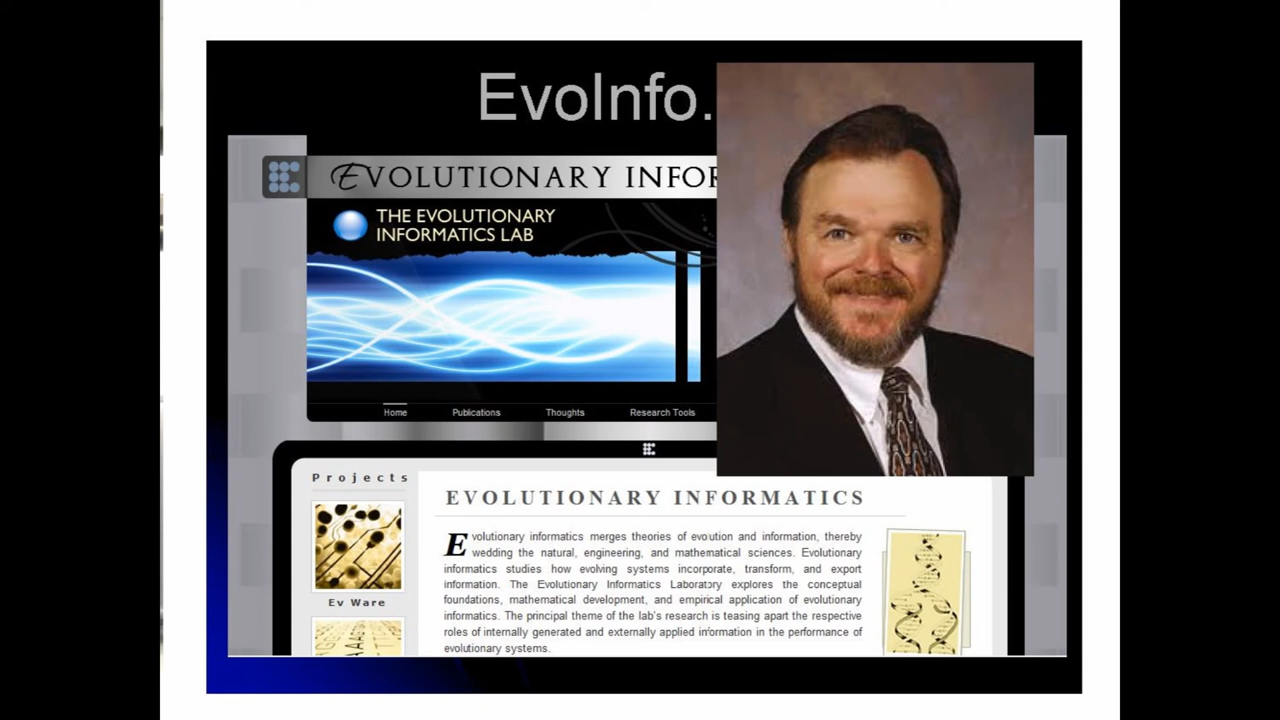 EvoInfo.
EVOLUTIONARY INFOR
THE EVOLUTIONARY
INFORMATICS LAB
Home Publications Thoughts Research Tools
Projects
Ev Ware
EVOLUTIONARY INFORMATICS
Evolutionary informatics merges theories of evolution and information, thereby
wedding the natural, engineering, and mathematical sciences. Evolutionary
informatics studies how evolving systems incorporate, transform, and export
information. The Evolutionary Informatics Laboratory explores the conceptual
foundations, mathematical development, and empirical application of evolutionary
informatics. The principal theme of the lab's research is teasing apart the respective
roles of internally generated and externally applied information in the performance of
evolutionary systems.